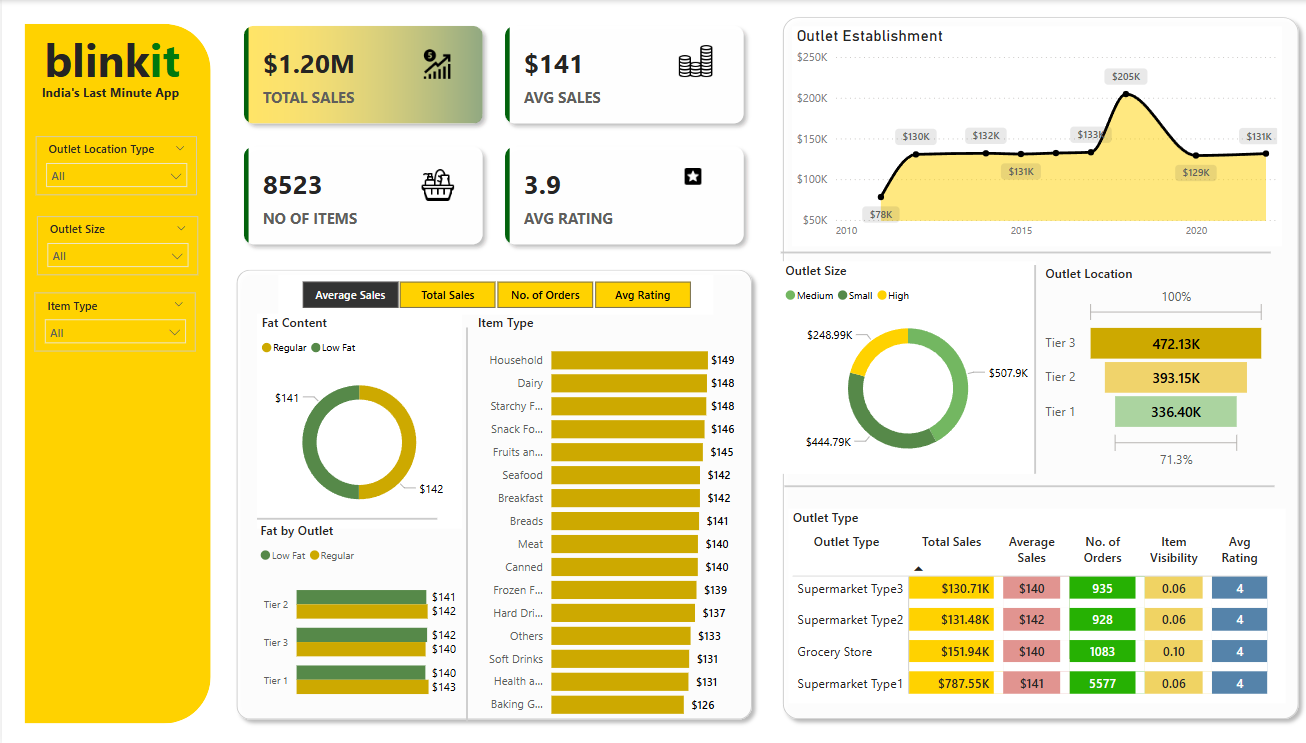 blinkit
India's Last Minute App
Outlet Location Type
All
Outlet Size
All
Item Type
All
$1.20M
TOTAL SALES
$141
AVG SALES
8523
NO OF ITEMS
3.9
AVG RATING
Average Sales
Total Sales
No. of Orders
Avg Rating
Fat Content
Regular Low Fat
$141
$142
Fat by Outlet
Low Fat Regular
Tier 2 $141
$142
Tier 3 $142
$140
Tier 1 $140
$143
Item Type
Household $149
Dairy $148
Starchy F... $148
Snack Fo... $146
Fruits an... $145
Seafood $142
Breakfast $142
Breads $141
Meat $140
Canned $140
Frozen F... $139
Hard Dri... $137
Others $133
Soft Drinks $131
Health a... $131
Baking G... $126
Outlet Establishment
$250K
$200K
$150K
$100K
$50K
$78K
$130K
$132K
$131K
$133K
$205K
$129K
$131K
2010 2015 2020
Outlet Size
Medium Small High
$248.99K
$507.9K
$444.79K
Outlet Location
100%
Tier 3 472.13K
Tier 2 393.15K
Tier 1 336.40K
71.3%
Outlet Type
Outlet Type Total Sales Average Sales No. of Orders Item Visibility Avg Rating
Supermarket Type3 $130.71K $140 935 0.06 4
Supermarket Type2 $131.48K $142 928 0.06 4
Grocery Store $151.94K $140 1083 0.10 4
Supermarket Type1 $787.55K $141 5577 0.06 4